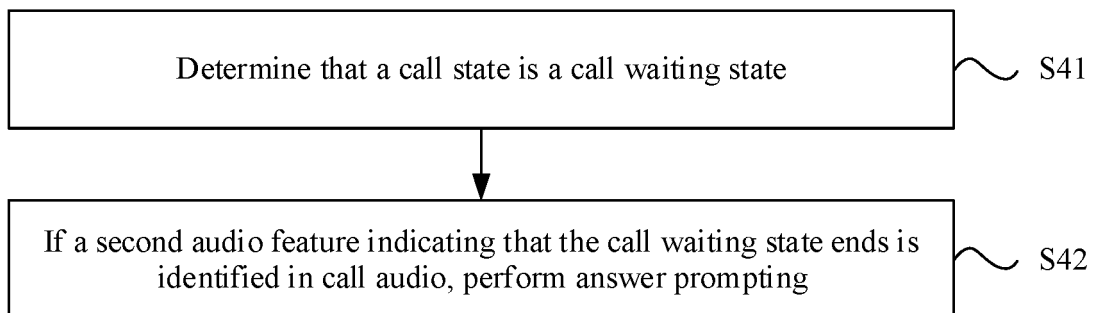 Determine that a call state is a call waiting state
S41
If a second audio feature indicating that the call waiting state ends is
identified in call audio, perform answer prompting
S42